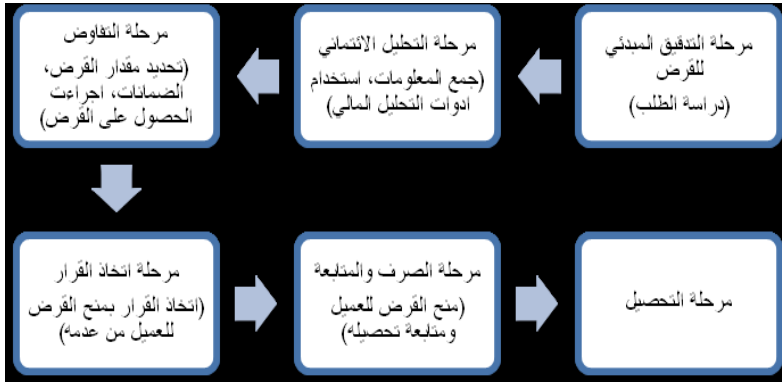 مرحلة التدقيق المبدئي
للقرض
(دراسة الطلب)
مرحلة التحليل الائتماني
(جمع المعلومات، استخدام
ادوات التحليل المالي)
مرحلة التفاوض
(تحديد مقدار القرض،
الضمانات، اجراءت
الحصول على القرض)
مرحلة اتخاذ القرار
(اتخاذ القرار بمنح القرض
للعميل من عدمه)
مرحلة الصرف والمتابعة
(منح القرض للعميل
ومتابعة تحصيله)
مرحلة التحصيل